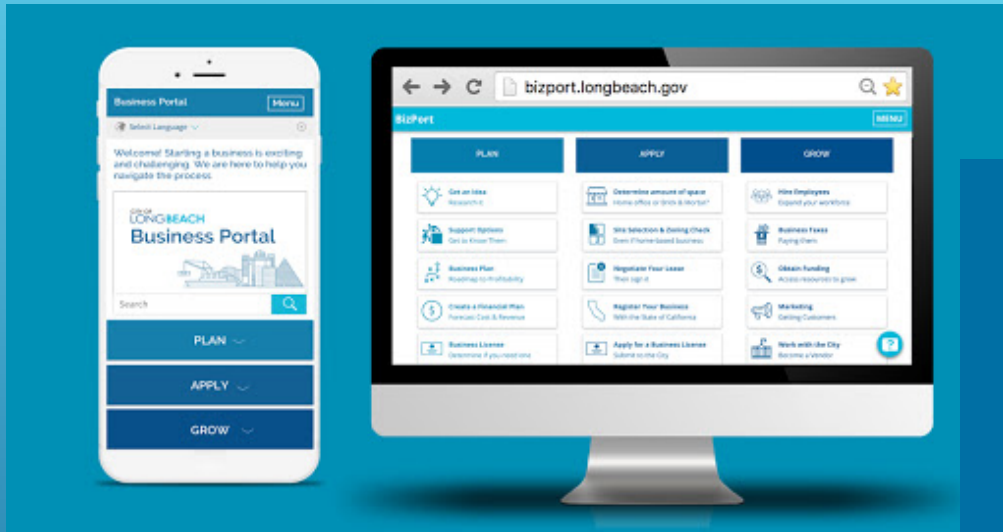 Business Portal
Menu
Select Language
Welcome! Starting a business is exciting
and challenging. We are here to help you
navigate the process
CITY OF
LONGBEACH
Business Portal
Search
PLAN
APPLY
GROW
bizport.longbeach.gov
BizPort
MENU
PLAN
Get an Idea
Research it
Support Options
Get to Know Them
Business Plan
Roadmap to Profitability
Create a Financial Plan
Forecast Cost & Revenue
Business License
Determine if you need one
APPLY
Determine amount of space
Home office or Brick & Mortar?
Site Selection & Zoning Check
Even if home-based business
Negotiate Your Lease
Then sign it
Register Your Business
With the State of California
Apply for a Business License
Submit to the City
GROW
Hire Employees
Expand your workforce
Business Taxes
Paying them
Obtain Funding
Access resources to grow
Marketing
Getting Customers
Work with the City
Become a Vendor
?